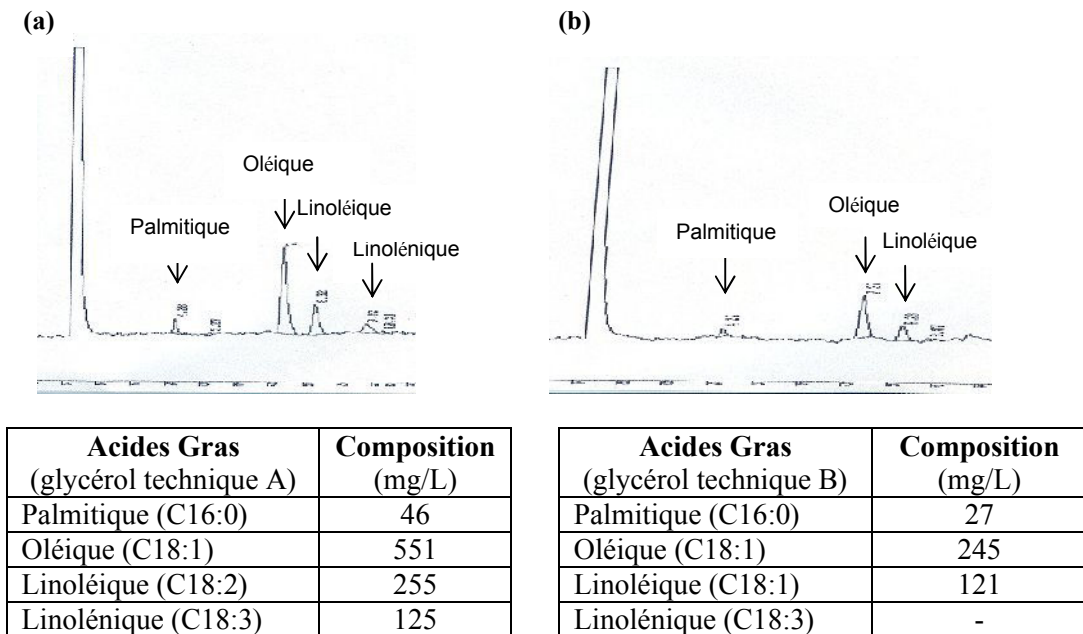 (a)
Oléique
Linoléique
Palmitique
Linolénique
Acides Gras
(glycérol technique A)
Composition
(mg/L)
Palmitique (C16:0) 46
Oléique (C18:1) 551
Linoléique (C18:2) 255
Linolénique (C18:3) 125
(b)
Oléique
Palmitique
Linoléique
Acides Gras
(glycérol technique B)
Composition
(mg/L)
Palmitique (C16:0) 27
Oléique (C18:1) 245
Linoléique (C18:1) 121
Linolénique (C18:3) -